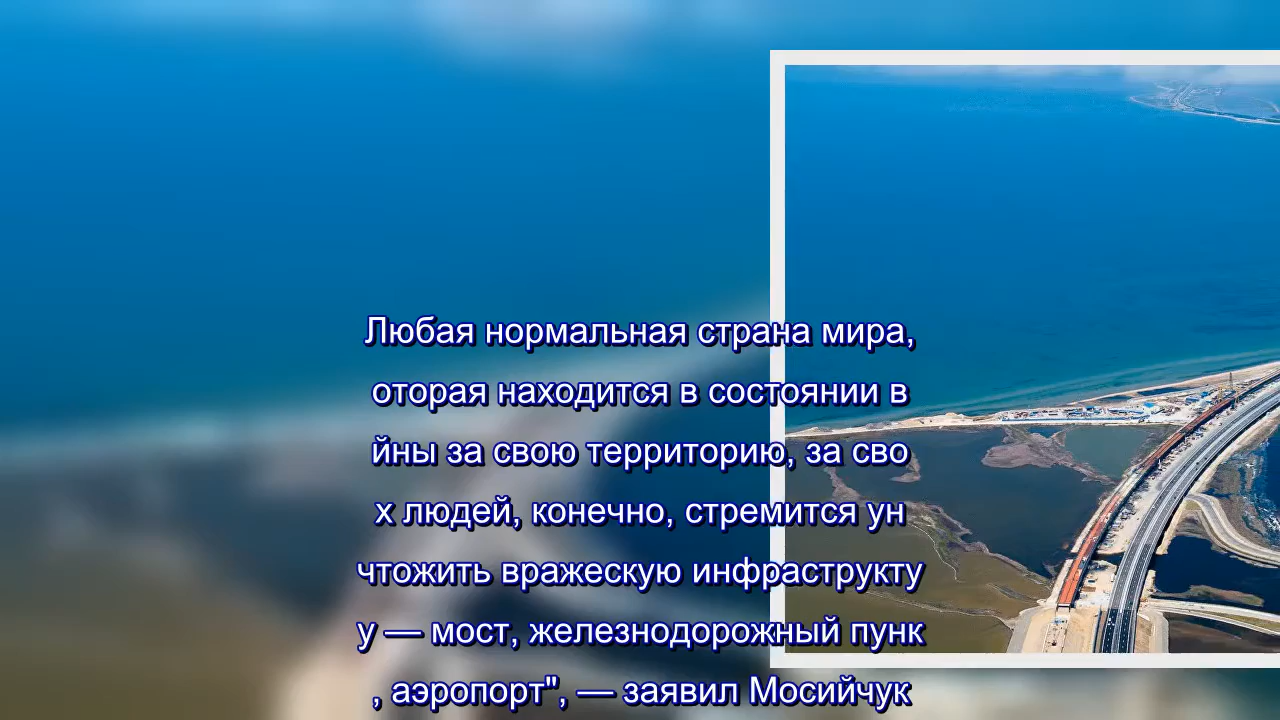 Любая нормальная страна мира,
оторая находится в состоянии в
йны за свою территорию, за сво
х людей, конечно, стремится ун
чтожить вражескую инфраструкту
у — мост, железнодорожный пунк
, аэропорт", — заявил Мосийчук